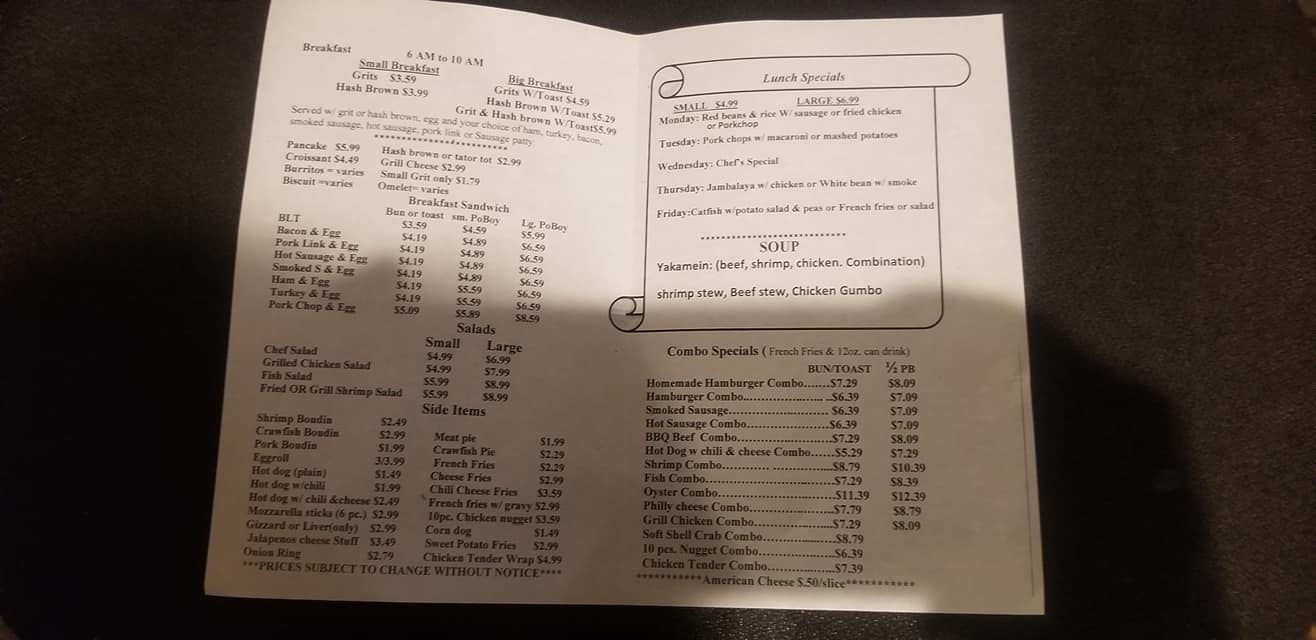 Breakfast
6 AM to 10 AM
Small Breakfast
Grits $3.59
Hash Brown $3.99
Big Breakfast
Grits W/Toast $4.59
Hash Brown W/Toast $5.29
Grit & Hash brown W/Toast$5.99
Served w/ grit or hash brown, egg and your choice of ham, turkey, bacon,
smoked sausage, hot sausage, pork link or Sausage patty
**************************
Pancake $5.99
Croissant $4.49
Burritos = varies
Biscuit =varies
Hash brown or tator tot $2.99
Grill Cheese $2.99
Small Grit only $1.79
Omelet= varies
Breakfast Sandwich
Bun or toast sm. PoBoy Lg. PoBoy
BLT $3.59 $4.59 $5.99
Bacon & Egg $4.19 $4.89 $6.59
Pork Link & Egg $4.19 $4.89 $6.59
Hot Sausage & Egg $4.19 $4.89 $6.59
Smoked S & Egg $4.19 $4.89 $6.59
Ham & Egg $4.19 $5.59 $6.59
Turkey & Egg $4.19 $5.59 $6.59
Pork Chop & Egg $5.09 $5.89 $8.59
Salads
Small Large
Chef Salad $4.99 $6.99
Grilled Chicken Salad $4.99 $7.99
Fish Salad $5.99 $8.99
Fried OR Grill Shrimp Salad $5.99 $8.99
Side Items
Shrimp Boudin $2.49
Crawfish Boudin $2.99
Pork Boudin $1.99
Eggroll 3/3.99
Hot dog (plain) $1.49
Hot dog w/chili $1.99
Hot dog w/ chili &cheese $2.49
Mozzarella sticks (6 pc.) $2.99
Gizzard or Liver(only) $2.99
Jalapenos cheese Stuff $3.49
Onion Ring $2.79
Meat pie $1.99
Crawfish Pie $2.29
French Fries $2.29
Cheese Fries $2.99
Chili Cheese Fries $3.59
French fries w/ gravy $2.99
10pc. Chicken nugget $3.59
Corn dog $1.49
Sweet Potato Fries $2.99
Chicken Tender Wrap $4.99
***PRICES SUBJECT TO CHANGE WITHOUT NOTICE****
Lunch Specials
SMALL $4.99 LARGE $6.99
Monday: Red beans & rice W/ sausage or fried chicken
or Porkchop
Tuesday: Pork chops w/ macaroni or mashed potatoes
Wednesday: Chef's Special
Thursday: Jambalaya w/ chicken or White bean w/ smoke
Friday:Catfish w/potato salad & peas or French fries or salad
***************************
SOUP
Yakamein: (beef, shrimp, chicken. Combination)
shrimp stew, Beef stew, Chicken Gumbo
Combo Specials ( French Fries & 12oz. can drink)
BUN/TOAST ½ PB
Homemade Hamburger Combo.......$7.29 $8.09
Hamburger Combo.......................$6.39 $7.09
Smoked Sausage......................... $6.39 $7.09
Hot Sausage Combo.....................$6.39 $7.09
BBQ Beef Combo........................$7.29 $8.09
Hot Dog w chili & cheese Combo......$5.29 $7.29
Shrimp Combo...........................$8.79 $10.39
Fish Combo..............................$7.29 $8.39
Oyster Combo............................$11.39 $12.39
Philly cheese Combo.....................$7.79 $8.79
Grill Chicken Combo.....................$7.29 $8.09
Soft Shell Crab Combo...................$8.79
10 pcs. Nugget Combo....................$6.39
Chicken Tender Combo...................$7.39
***********American Cheese $.50/slice***********